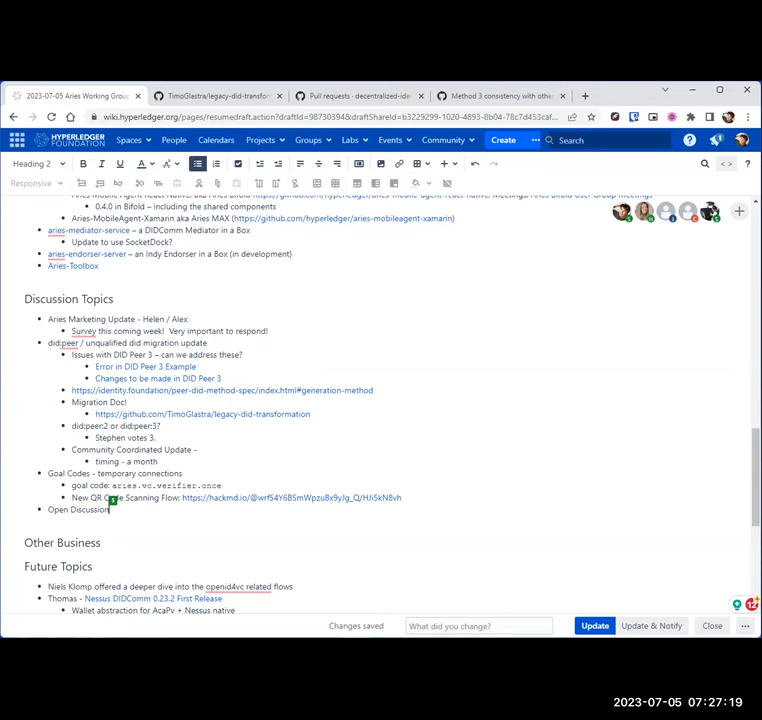 2023-07-05 Aries Working Grou
TimoGlastra/legacy-did-transfor
Pull requests · decentralized-ide
Method 3 consistency with othe
wiki.hyperledger.org/pages/resumedraft.action?draftId=98730394&draftShareId=b3229299-1020-4893-8b04-78c7d453caf...
HYPERLEDGER FOUNDATION
Spaces
People
Calendars
Projects
Groups
Labs
Events
Community
Create
Search
Heading 2
Responsive
0.4.0 in Bifold – including the shared components
Aries-MobileAgent-Xamarin aka Aries MAX (https://github.com/hyperledger/aries-mobileagent-xamarin)
aries-mediator-service – a DIDComm Mediator in a Box
Update to use SocketDock?
aries-endorser-server – an Indy Endorser in a Box (in development)
Aries-Toolbox
Discussion Topics
Aries Marketing Update - Helen / Alex
Survey this coming week! Very important to respond!
did:peer / unqualified did migration update
Issues with DID Peer 3 – can we address these?
Error in DID Peer 3 Example
Changes to be made in DID Peer 3
https://identity.foundation/peer-did-method-spec/index.html#generation-method
Migration Doc!
https://github.com/TimoGlastra/legacy-did-transformation
did:peer:2 or did:peer:3?
Stephen votes 3.
Community Coordinated Update -
timing - a month
Goal Codes - temporary connections
goal code: aries.vc.verifier.once
New QR Code Scanning Flow: https://hackmd.io/@wrf54Y6BSmWpzuBx9yJg_Q/HJi5kN8vh
Open Discussion
Other Business
Future Topics
Niels Klomp offered a deeper dive into the openid4vc related flows
Thomas - Nessus DIDComm 0.23.2 First Release
Wallet abstraction for AcaPy + Nessus native
Changes saved
What did you change?
Update
Update & Notify
Close
12
2023-07-05 07:27:19